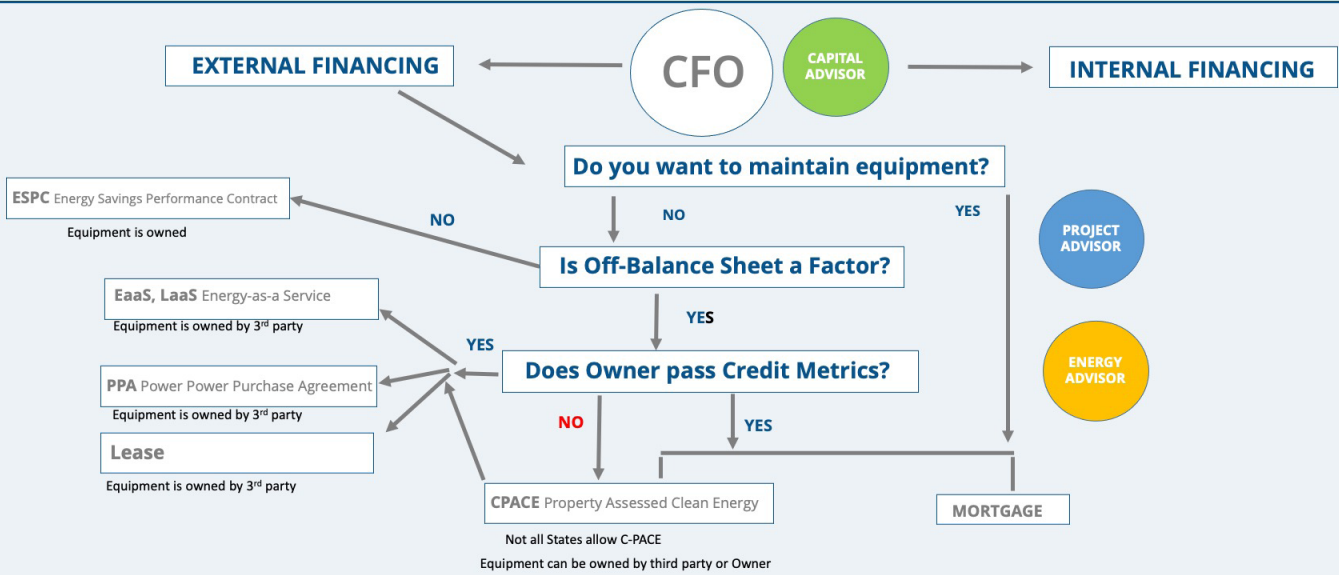 EXTERNAL FINANCING
CFO
CAPITAL
ADVISOR
INTERNAL FINANCING
Do you want to maintain equipment?
ESPC Energy Savings Performance Contract
Equipment is owned
NO
NO
YES
PROJECT
ADVISOR
Is Off-Balance Sheet a Factor?
EaaS, LaaS Energy-as-a Service
Equipment is owned by 3rd party
YES
YES
Does Owner pass Credit Metrics?
ENERGY
ADVISOR
PPA Power Power Purchase Agreement
Equipment is owned by 3rd party
NO
YES
Lease
Equipment is owned by 3rd party
CPACE Property Assessed Clean Energy
MORTGAGE
Not all States allow C-PACE
Equipment can be owned by third party or Owner